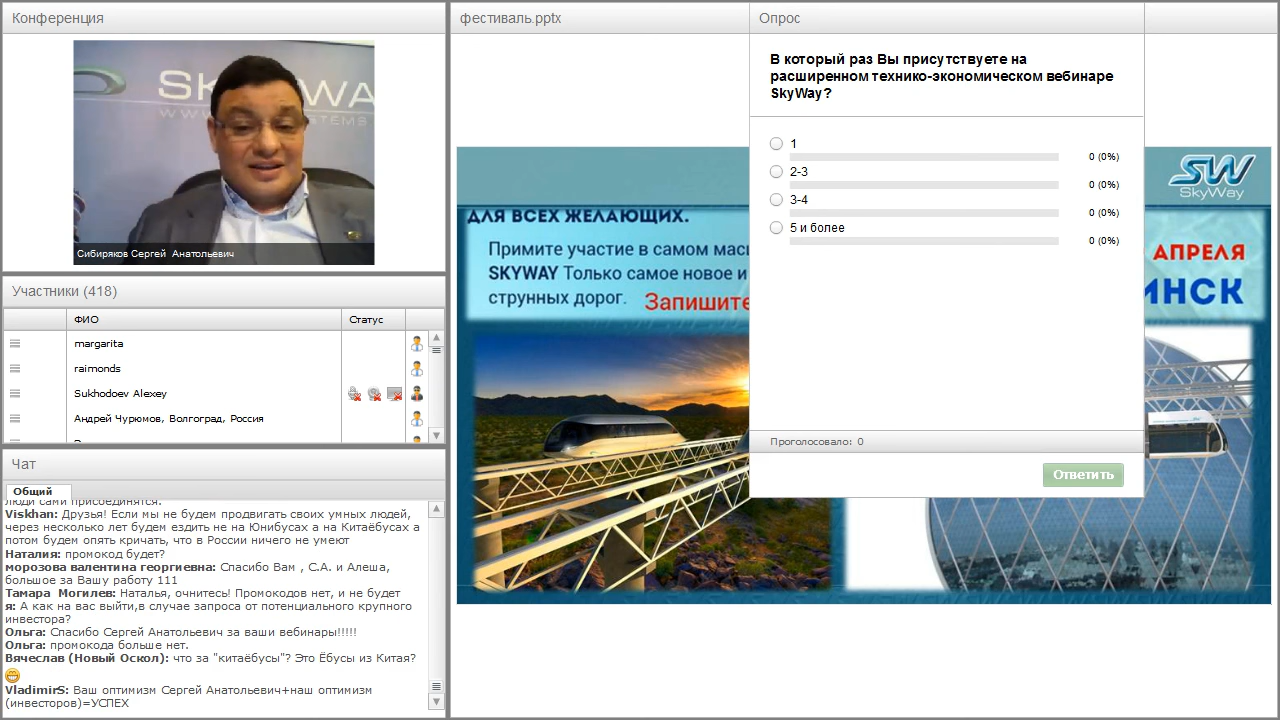 Конференция
SKYWA
Сибиряков Сергей Анатольевич
Участники (418)
ФИО
Статус
margarita
raimonds
Sukhodoev Alexey
Андрей Чурюмов, Волгоград, Россия
Чат
Общий
люди сами присоединятся.
Viskhan: Друзья! Если мы не будем продвигать своих умных людей,
через несколько лет будем ездить не на Юнибусах а на Китаёбусах а
потом будем опять кричать, что в России ничего не умеют
Наталия: промокод будет?
морозова валентина георгиевна: Спасибо Вам , С.А. и Алеша,
большое за Вашу работу 111
Тамара Могилев: Наталья, очнитесь! Промокодов нет, и не будет
я: А как на вас выйти,в случае запроса от потенциального крупного
инвестора?
Ольга: Спасибо Сергей Анатольевич за ваши вебинары!!!!!
Ольга: промокода больше нет.
Вячеслав (Новый Оскол): что за "китаёбусы"? Это Ёбусы из Китая?
VladimirS: Ваш оптимизм Сергей Анатольевич+наш оптимизм
(инвесторов)=УСПЕХ
фестиваль.pptx
ДЛЯ ВСЕХ ЖЕЛАЮЩИХ.
Примите участие в самом мас
SKYWAY Только самое новое и
струнных дорог. Запишите
SW
SkyWay
АПРЕЛЯ
ИНСК
Опрос
В который раз Вы присутствуете на
расширенном технико-экономическом вебинаре
SkyWay?
1
0 (0%)
2-3
0 (0%)
3-4
0 (0%)
5 и более
0 (0%)
Проголосовало: 0
Ответить